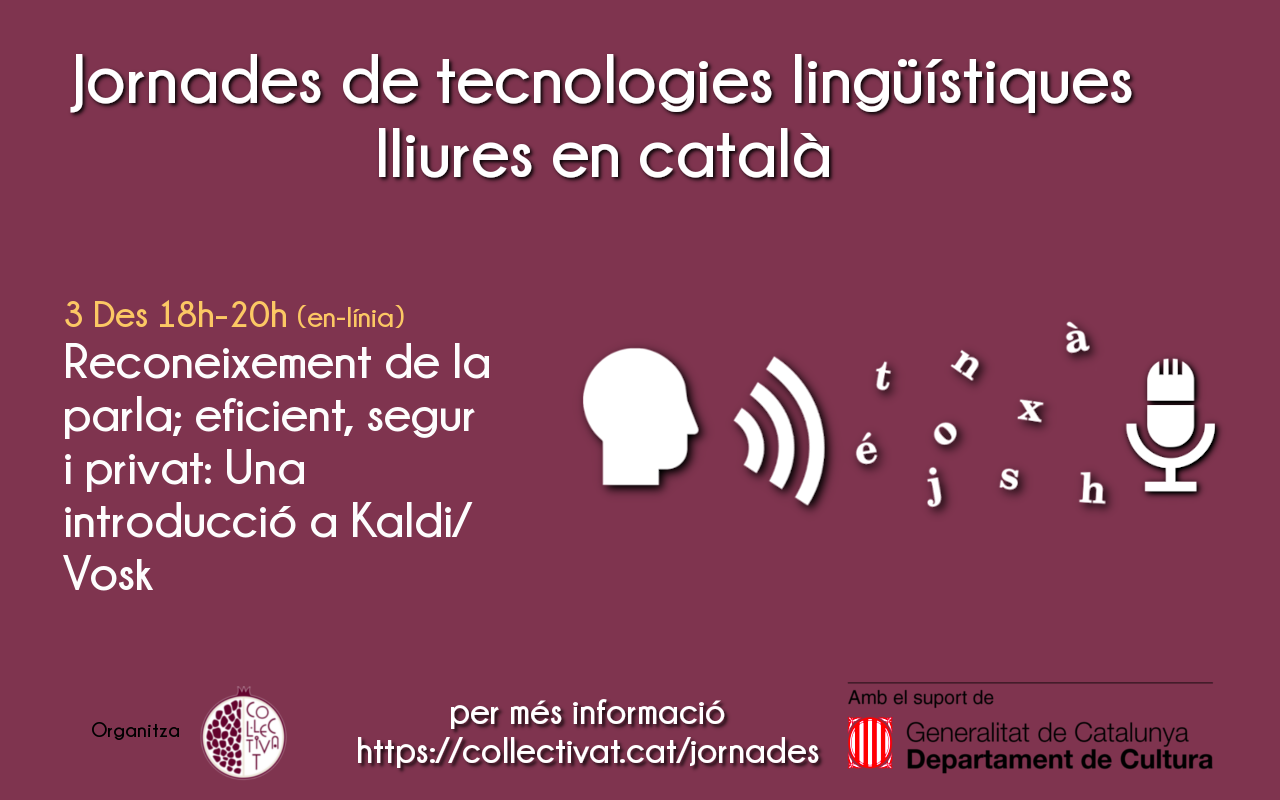 Jornades de tecnologies lingüístiques
lliures en català
3 Des 18h-20h (en-línia)
Reconeixement de la
parla; eficient, segur
i privat: Una
introducció a Kaldi/
Vosk
t
n
à
x
é
o
j
s
h
Organitza
CO
L·LEC
TIVA
T
per més informació
https://collectivat.cat/jornades
Amb el suport de
Generalitat de Catalunya
Departament de Cultura